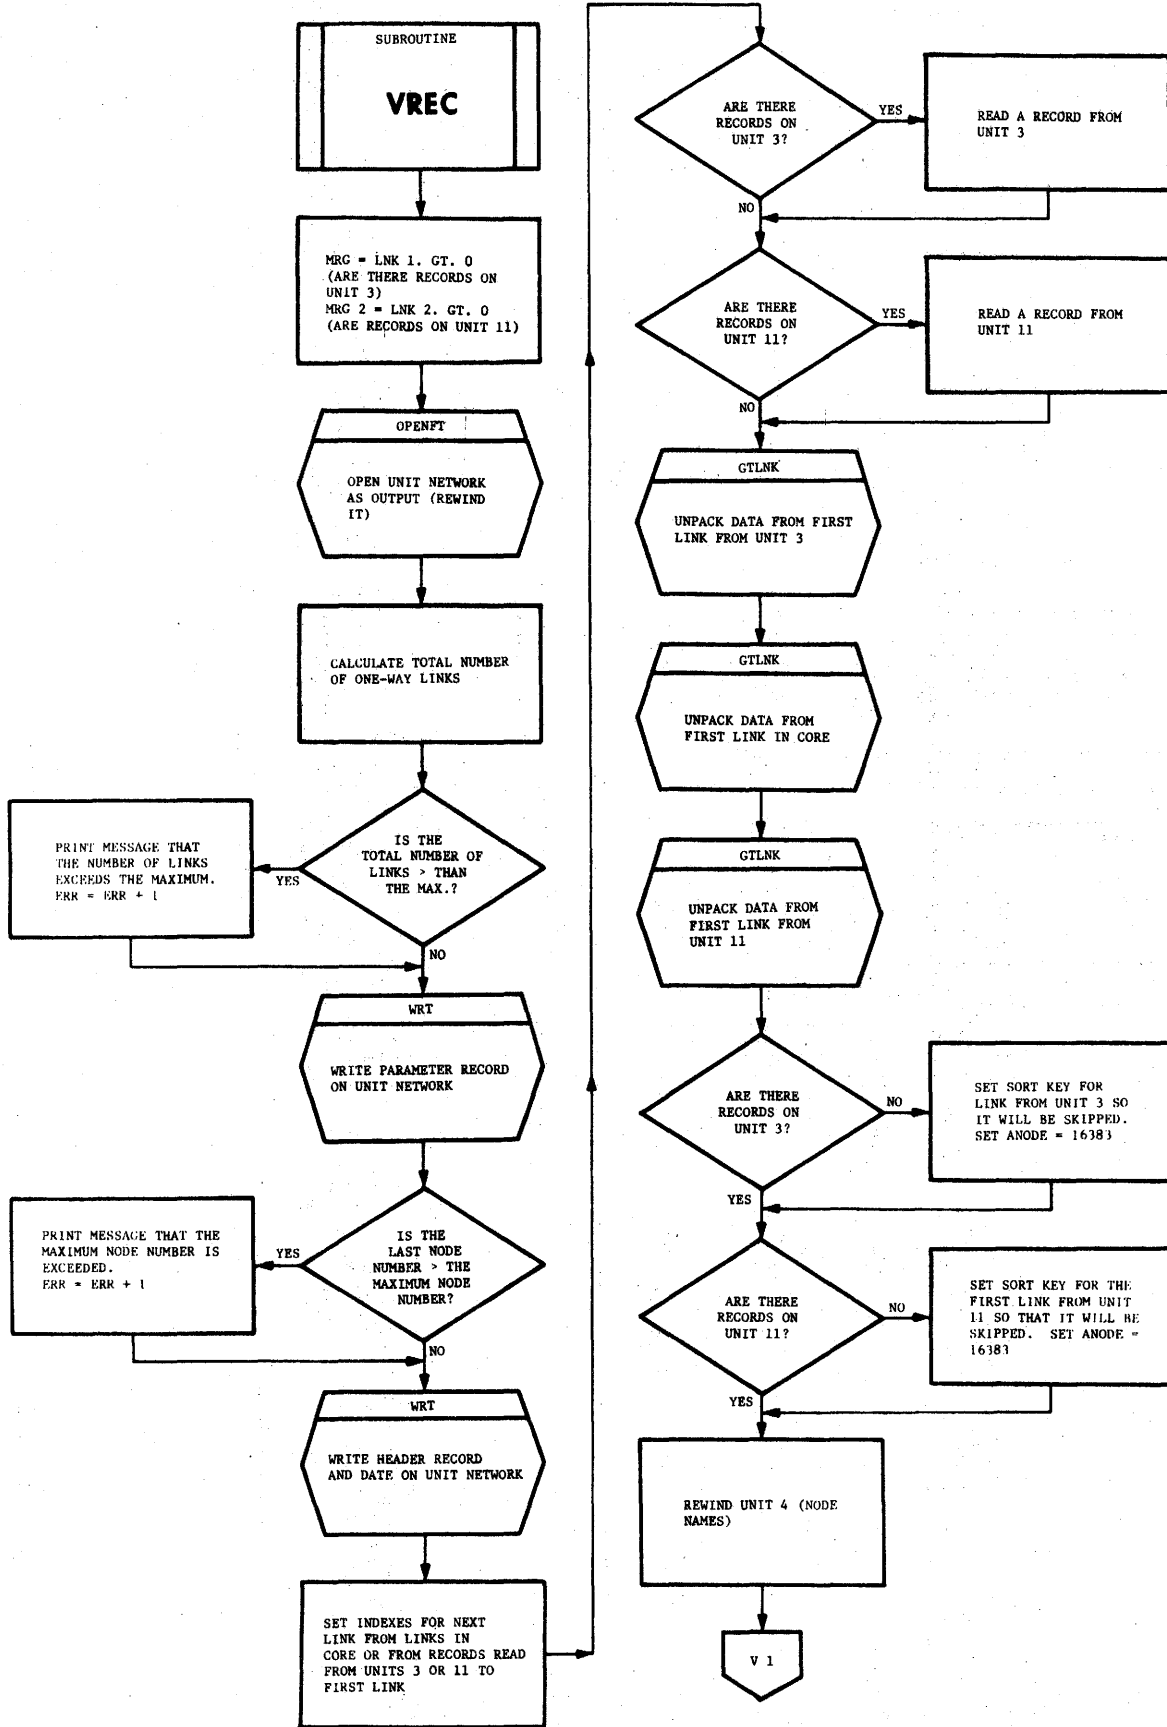 SUBROUTINE
VREC
MRG = LNK 1. GT. 0
(ARE THERE RECORDS ON
UNIT 3)
MRG 2 = LNK 2. GT. 0
(ARE RECORDS ON UNIT 11)
OPENFT
OPEN UNIT NETWORK
AS OUTPUT (REWIND
IT)
CALCULATE TOTAL NUMBER
OF ONE-WAY LINKS
IS THE
TOTAL NUMBER OF
LINKS > THAN
THE MAX.?
YES
PRINT MESSAGE THAT
THE NUMBER OF LINKS
EXCEEDS THE MAXIMUM.
ERR = ERR + 1
NO
WRT
WRITE PARAMETER RECORD
ON UNIT NETWORK
IS THE
LAST NODE
NUMBER > THE
MAXIMUM NODE
NUMBER?
YES
PRINT MESSAGE THAT THE
MAXIMUM NODE NUMBER IS
EXCEEDED.
ERR = ERR + 1
NO
WRT
WRITE HEADER RECORD
AND DATE ON UNIT NETWORK
SET INDEXES FOR NEXT
LINK FROM LINKS IN
CORE OR FROM RECORDS READ
FROM UNITS 3 OR 11 TO
FIRST LINK
ARE THERE
RECORDS ON
UNIT 3?
YES
READ A RECORD FROM
UNIT 3
NO
ARE THERE
RECORDS ON
UNIT 11?
YES
READ A RECORD FROM
UNIT 11
NO
GTLNK
UNPACK DATA FROM FIRST
LINK FROM UNIT 3
GTLNK
UNPACK DATA FROM
FIRST LINK IN CORE
GTLNK
UNPACK DATA FROM
FIRST LINK FROM
UNIT 11
ARE THERE
RECORDS ON
UNIT 3?
NO
SET SORT KEY FOR
LINK FROM UNIT 3 SO
IT WILL BE SKIPPED.
SET ANODE = 16383
YES
ARE THERE
RECORDS ON
UNIT 11?
NO
SET SORT KEY FOR THE
FIRST LINK FROM UNIT
11 SO THAT IT WILL BE
SKIPPED. SET ANODE =
16383
YES
REWIND UNIT 4 (NODE
NAMES)
V 1